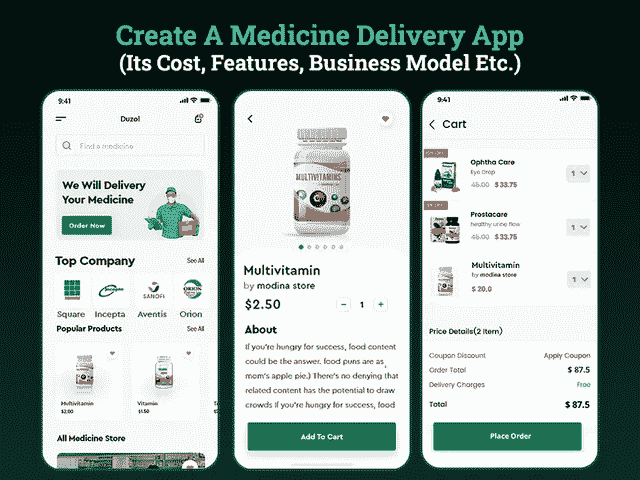 Create A Medicine Delivery App
(Its Cost, Features, Business Model Etc.)
9:41
Duzol
Find a medicine
We Will Delivery
Your Medicine
Order Now
Top Company
See All
Square
Incepta
Aventis
Orion
Popular Products
See All
Multivitamin
$2.00
Vitamin
$1.50
All Medicine Store
MULTIVITAMINS
Multivitamin
by modina store
$2.50
− 1 +
About
If you're hungry for success, food content
could be the answer. food puns are as
mom's apple pie.) There's no denying that
related content has the potential to draw
crowds If you're hungry for success, food
Add To Cart
9:41
Cart
Ophtha Care
Eye Drop
45.00 $33.75
1
Prostacare
healthy urine flow
45.00 $33.75
1
Multivitamin
by modina store
$ 20.0
1
Price Details(2 Item)
Coupon Discount Apply Coupon
Order Total $ 87.5
Delivery Charges Free
Total $ 87.5
Place Order